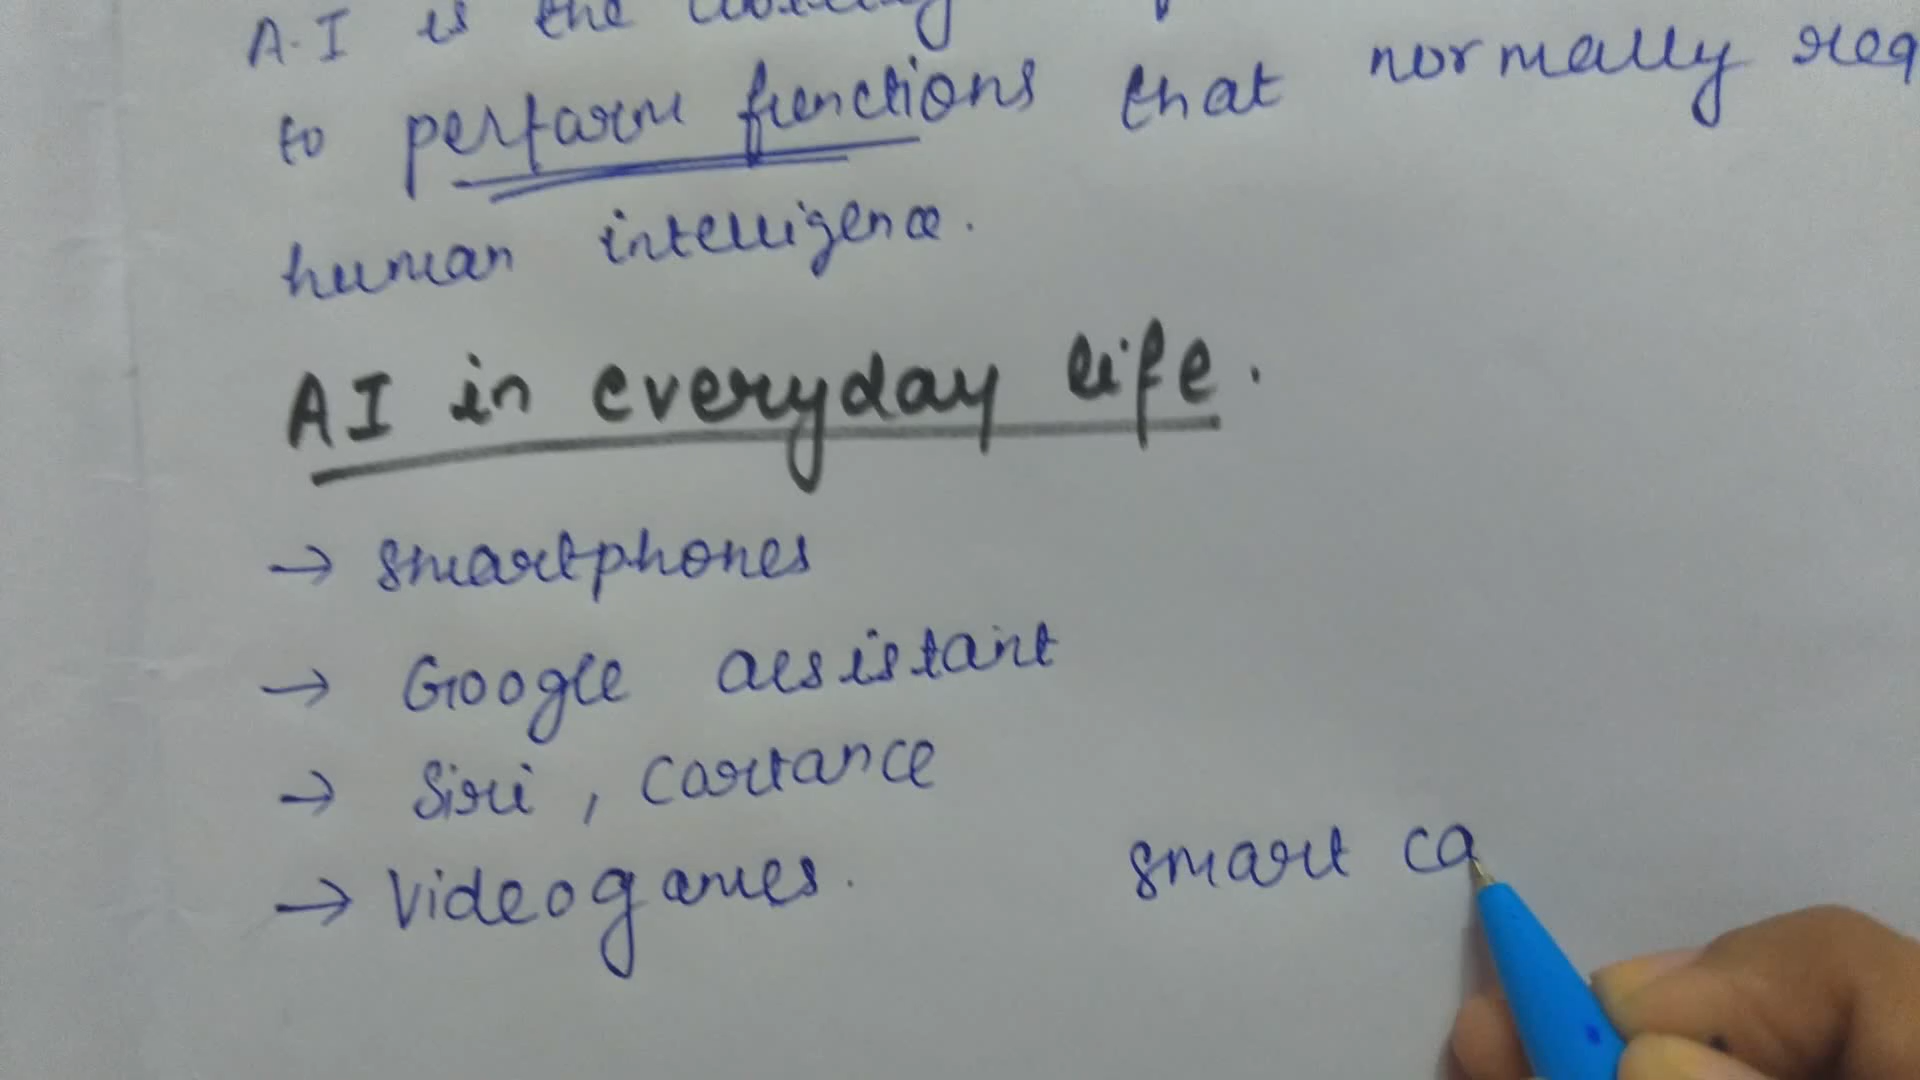 A.I is the
to perform functions that normally req
human intelligence.
AI in everyday life.
→ smartphones
→ Google assistant
→ Siri, Cortance
→ Videogames. smart ca